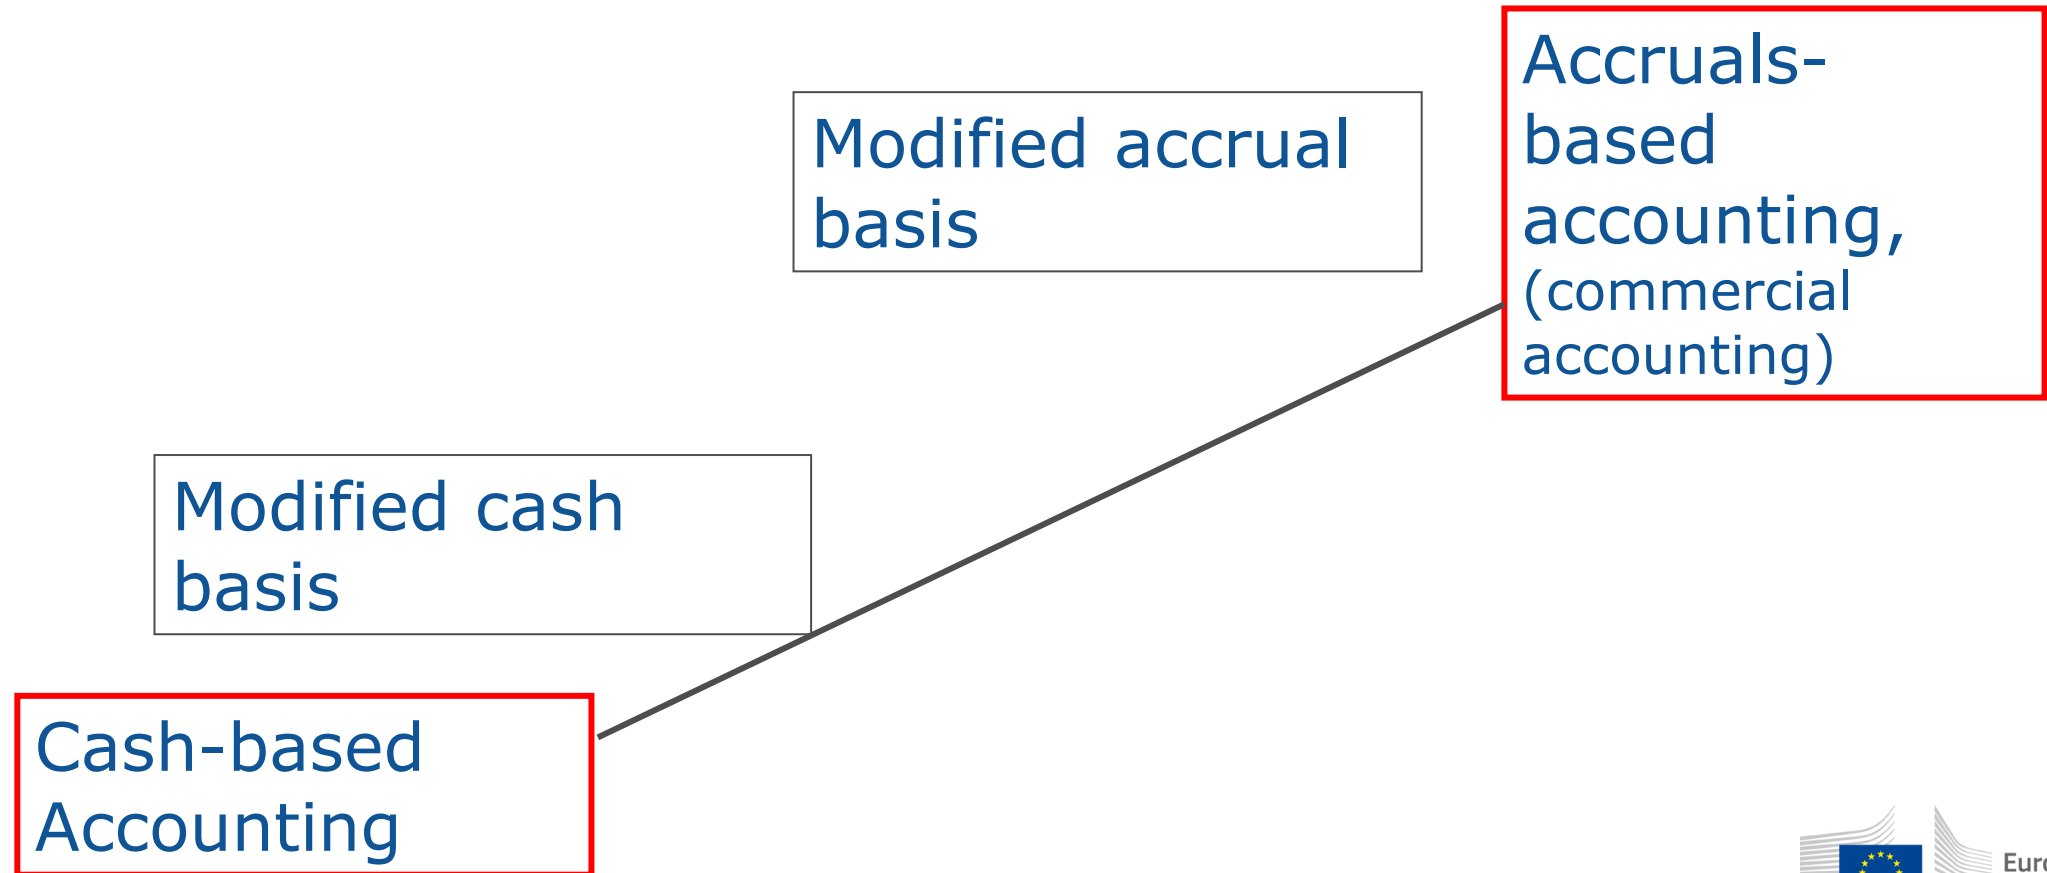 Accruals-
based
accounting,
(commercial
accounting)
Modified accrual
basis
Modified cash
basis
Cash-based
Accounting